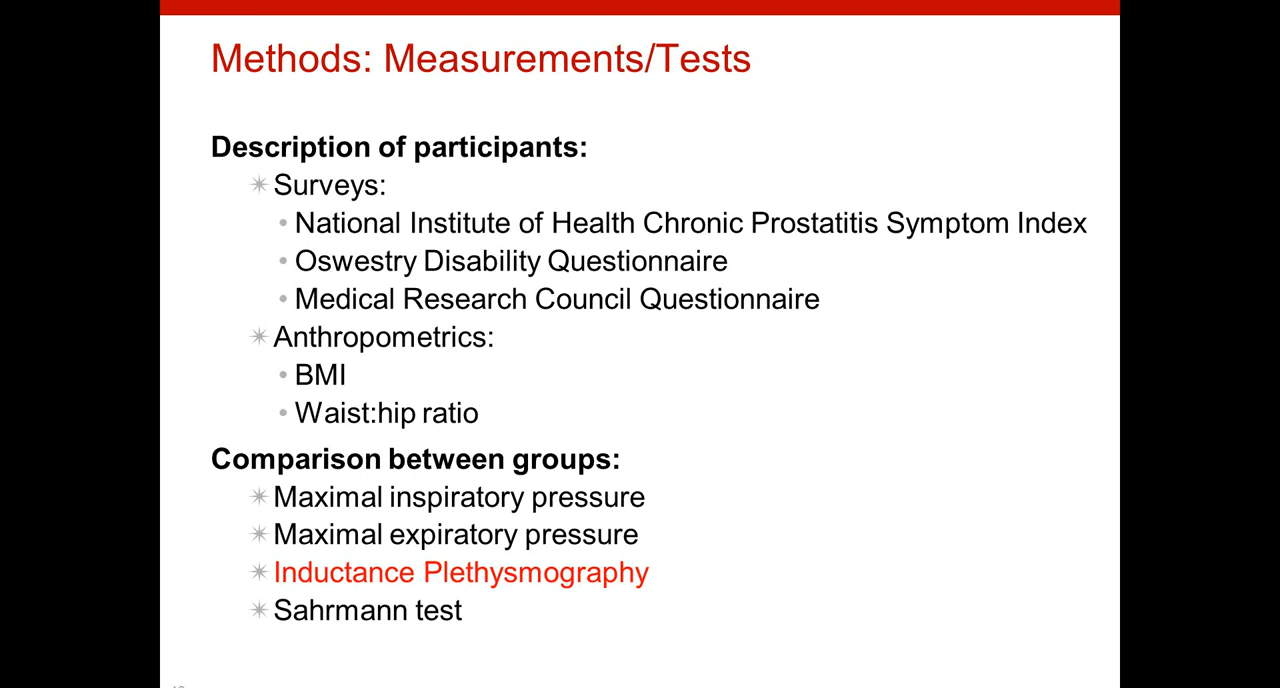 Methods: Measurements/Tests
Description of participants:
Surveys:
National Institute of Health Chronic Prostatitis Symptom Index
Oswestry Disability Questionnaire
Medical Research Council Questionnaire
Anthropometrics:
BMI
Waist:hip ratio
Comparison between groups:
Maximal inspiratory pressure
Maximal expiratory pressure
Inductance Plethysmography
Sahrmann test